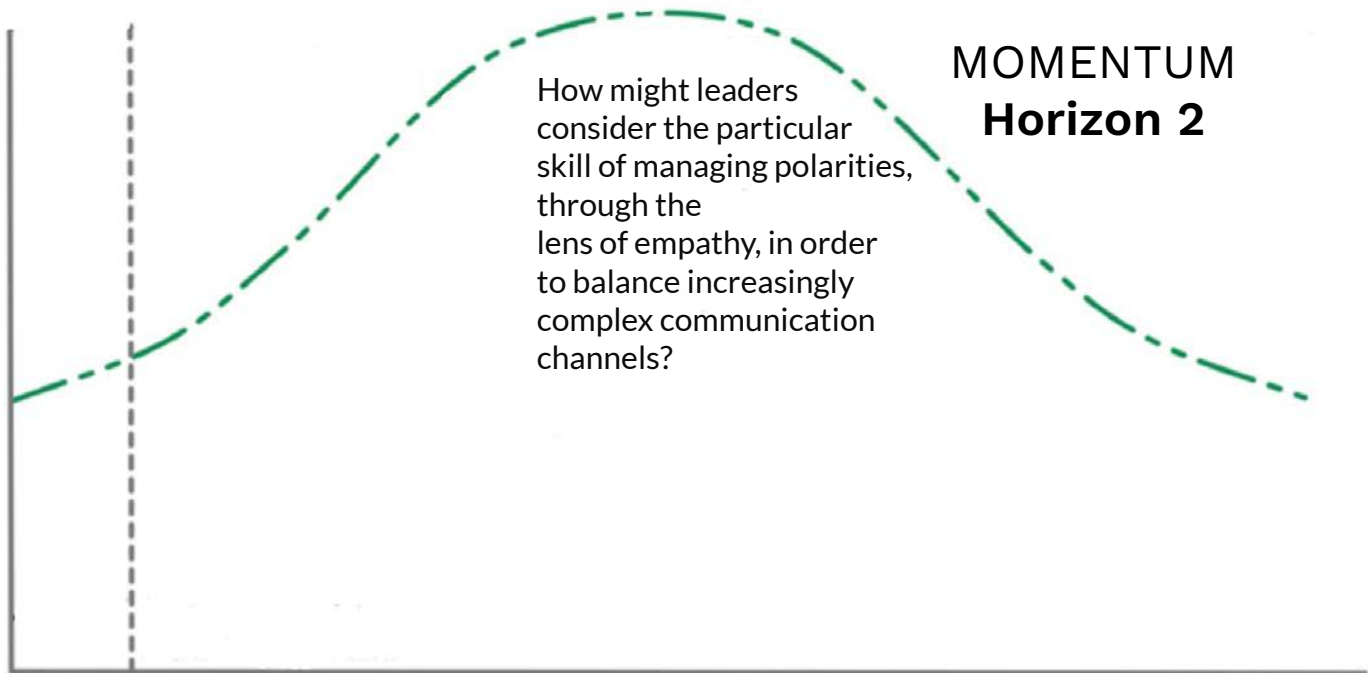 MOMENTUM
Horizon 2
How might leaders
consider the particular
skill of managing polarities,
through the
lens of empathy, in order
to balance increasingly
complex communication
channels?